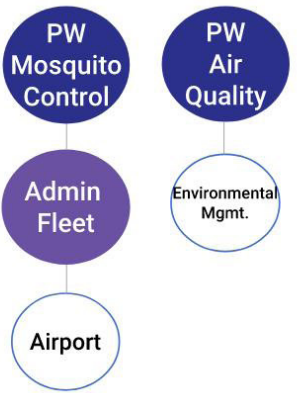 PW
Mosquito
Control
Admin
Fleet
Airport
PW
Air
Quality
Environmental
Mgmt.